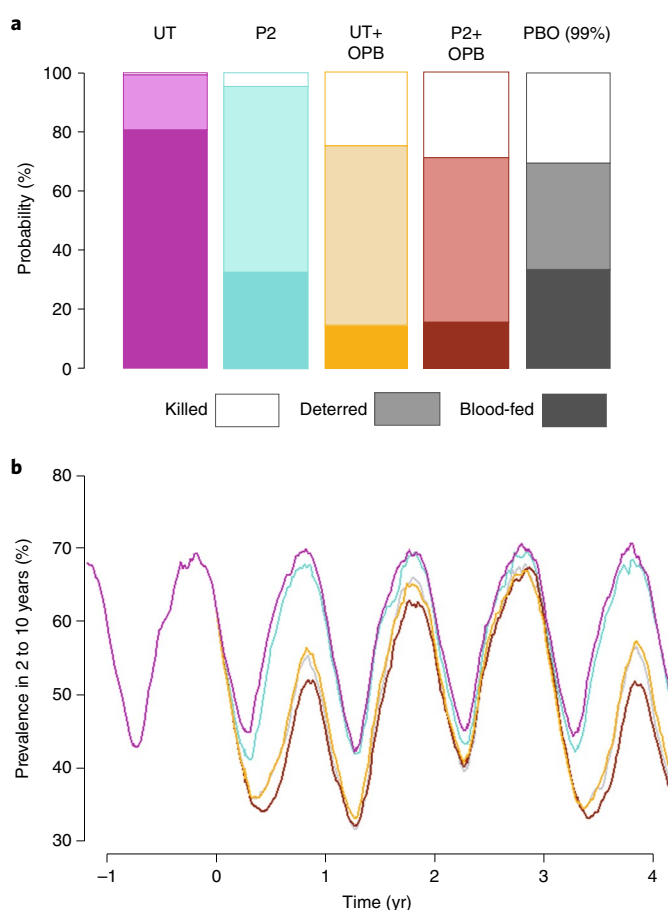 a
UT
P2
UT+
OPB
P2+
OPB
PBO (99%)
Probability (%)
100
80
60
40
20
0
Killed
Deterred
Blood-fed
b
Prevalence in 2 to 10 years (%)
80
70
60
50
40
30
–1
0
1
2
3
4
Time (yr)